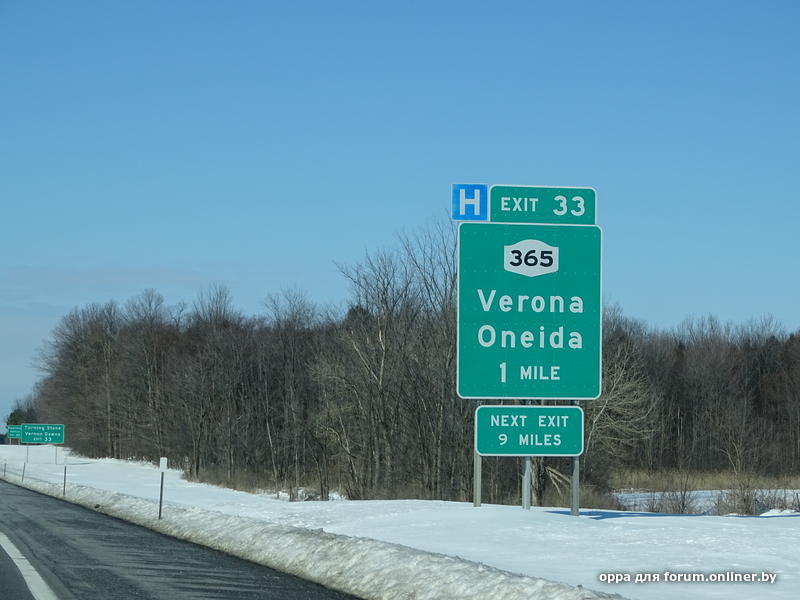 H
EXIT 33
365
Verona
Oneida
1 MILE
NEXT EXIT
9 MILES
Turning Stone
Vernon Downs
EXIT 33
oppa для forum.onliner.by